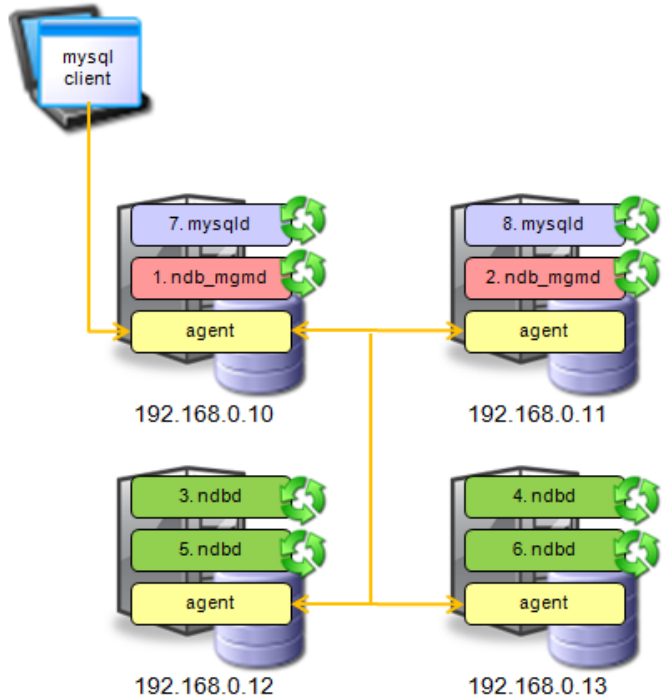 mysql
client
7. mysqld
1. ndb_mgmd
agent
192.168.0.10
8. mysqld
2. ndb_mgmd
agent
192.168.0.11
3. ndbd
5. ndbd
agent
192.168.0.12
4. ndbd
6. ndbd
agent
192.168.0.13